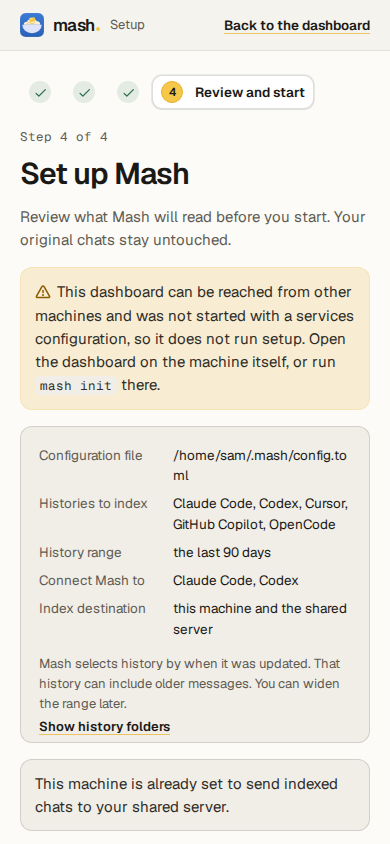 mash. Setup Back to the dashboard
4 Review and start
Step 4 of 4
Set up Mash
Review what Mash will read before you start. Your
original chats stay untouched.
This dashboard can be reached from other
machines and was not started with a services
configuration, so it does not run setup. Open
the dashboard on the machine itself, or run
mash init there.
Configuration file /home/sam/.mash/config.to
ml
Histories to index Claude Code, Codex, Cursor,
GitHub Copilot, OpenCode
History range the last 90 days
Connect Mash to Claude Code, Codex
Index destination this machine and the shared
server
Mash selects history by when it was updated. That
history can include older messages. You can widen
the range later.
Show history folders
This machine is already set to send indexed
chats to your shared server.